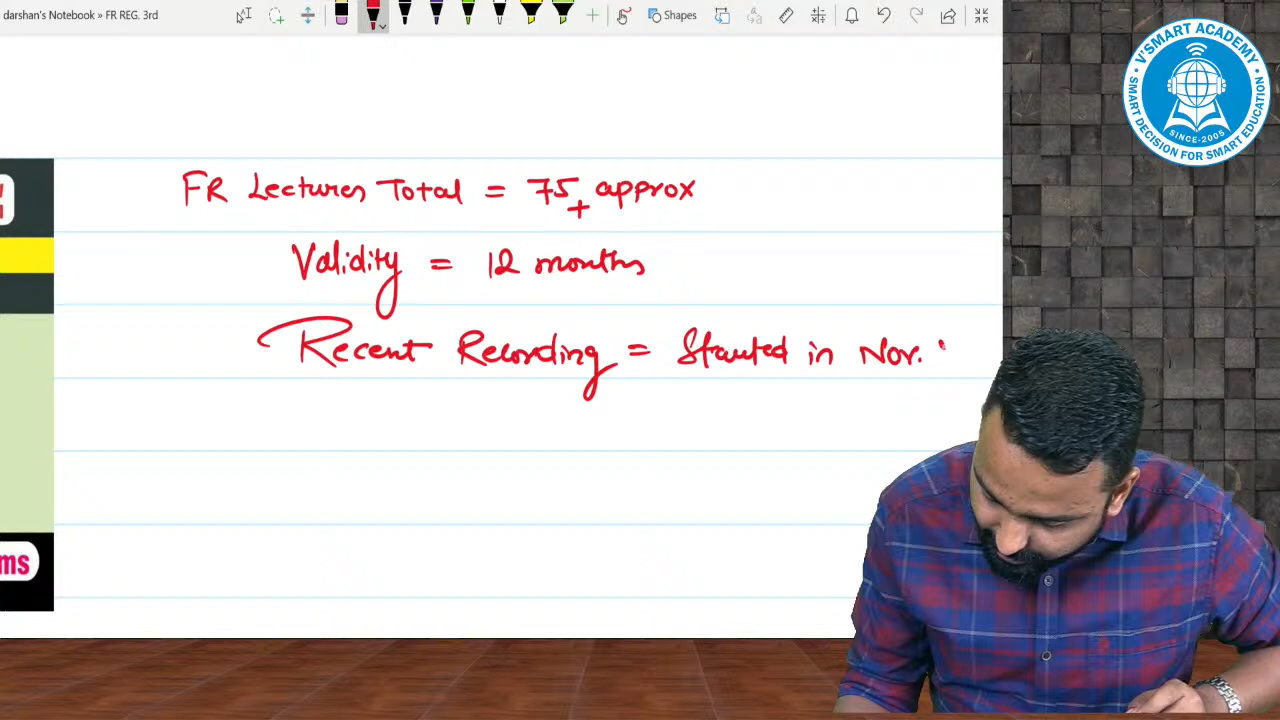 darshan's Notebook » FR REG. 3rd
Shapes
V'SMART ACADEMY
SMART DECISION FOR SMART EDUCATION
SINCE-2005
FR Lectures Total = 75+ approx
Validity = 12 months
Recent Recording = Started in Nov. '
ms